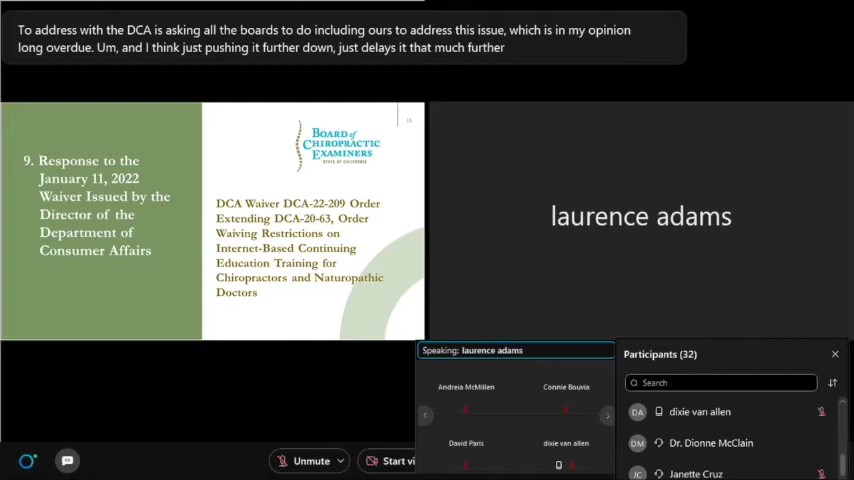 To address with the DCA is asking all the boards to do including ours to address this issue, which is in my opinion
long overdue. Um, and I think just pushing it further down, just delays it that much further
15
BOARD of
CHIROPRACTIC
EXAMINERS
STATE OF CALIFORNIA
9. Response to the
January 11, 2022
Waiver Issued by the
Director of the
Department of
Consumer Affairs
DCA Waiver DCA-22-209 Order
Extending DCA-20-63, Order
Waiving Restrictions on
Internet-Based Continuing
Education Training for
Chiropractors and Naturopathic
Doctors
laurence adams
Speaking: laurence adams
Andreia McMillen
Connie Bouvia
David Paris
dixie van allen
Participants (32)
Search
DA dixie van allen
DM Dr. Dionne McClain
JC Janette Cruz
Unmute
Start vi